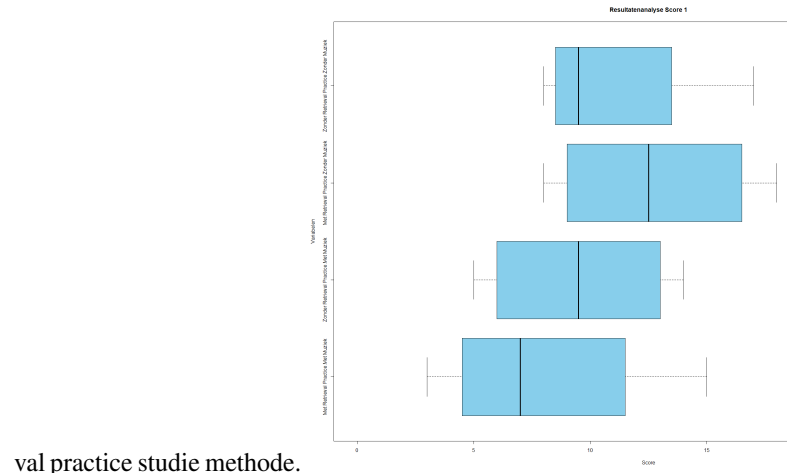 Resultatenanalyse Score 1
Zonder Retrieval Practice Zonder Muziek
Met Retrieval Practice Zonder Muziek
Zonder Retrieval Practice Met Muziek
Met Retrieval Practice Met Muziek
Variabelen
0 5 10 15
Score
val practice studie methode.